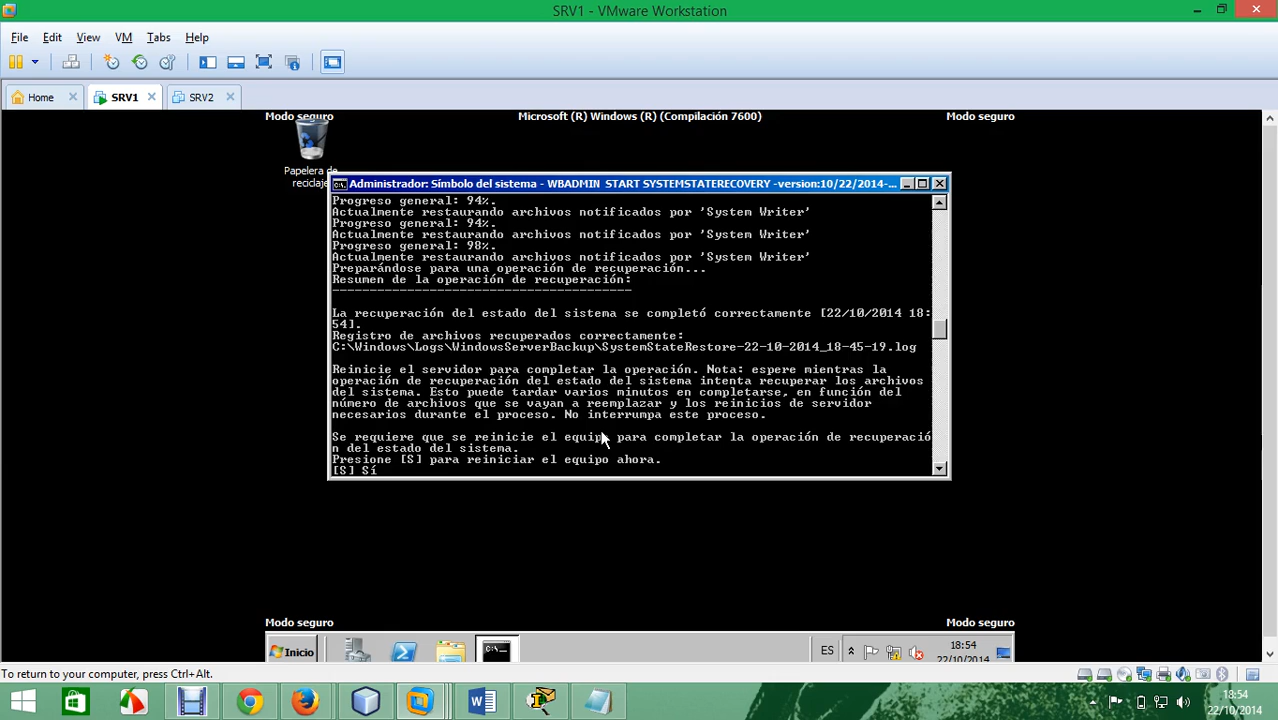 SRV1 - VMware Workstation
File Edit View VM Tabs Help
Home SRV1 SRV2
Modo seguro Microsoft (R) Windows (R) (Compilación 7600) Modo seguro
Papelera de
reciclaje
Administrador: Símbolo del sistema - WBADMIN START SYSTEMSTATERECOVERY -version:10/22/2014-...
Progreso general: 94%.
Actualmente restaurando archivos notificados por 'System Writer'
Progreso general: 94%.
Actualmente restaurando archivos notificados por 'System Writer'
Progreso general: 98%.
Actualmente restaurando archivos notificados por 'System Writer'
Preparándose para una operación de recuperación...
Resumen de la operación de recuperación:
----------------------------------------
La recuperación del estado del sistema se completó correctamente [22/10/2014 18:
54].
Registro de archivos recuperados correctamente:
C:\Windows\Logs\WindowsServerBackup\SystemStateRestore-22-10-2014_18-45-19.log
Reinicie el servidor para completar la operación. Nota: espere mientras la
operación de recuperación del estado del sistema intenta recuperar los archivos
del sistema. Esto puede tardar varios minutos en completarse, en función del
número de archivos que se vayan a reemplazar y los reinicios de servidor
necesarios durante el proceso. No interrumpa este proceso.
Se requiere que se reinicie el equipo para completar la operación de recuperació
n del estado del sistema.
Presione [S] para reiniciar el equipo ahora.
[S] Sí
Modo seguro Modo seguro
Inicio ES 18:54
22/10/2014
To return to your computer, press Ctrl+Alt.
18:54
22/10/2014